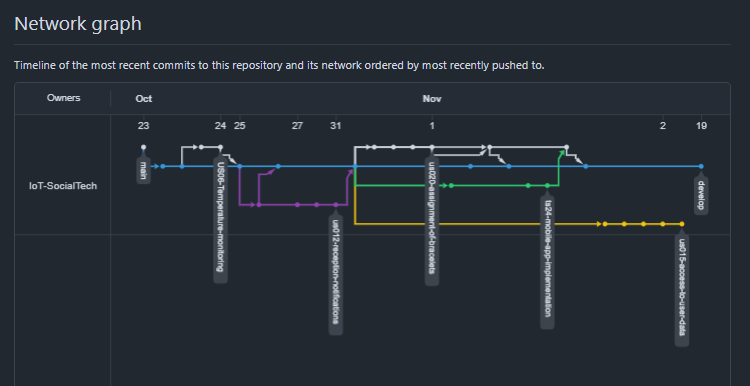 Network graph
Timeline of the most recent commits to this repository and its network ordered by most recently pushed to.
Owners
Oct
Nov
23
24
25
27
31
1
2
19
IoT-SocialTech
main
US06-Temperature-monitoring
us012-reception-notifications
us020-assignment-of-bracelets
ts24-mobile-app-implementation
us015-access-to-user-data
develop